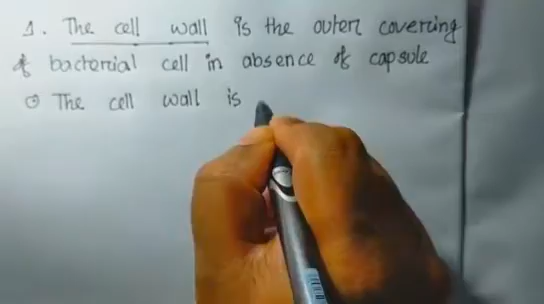 1. The cell wall is the outer covering
of bacterial cell in absence of capsule
⊙ The cell wall is